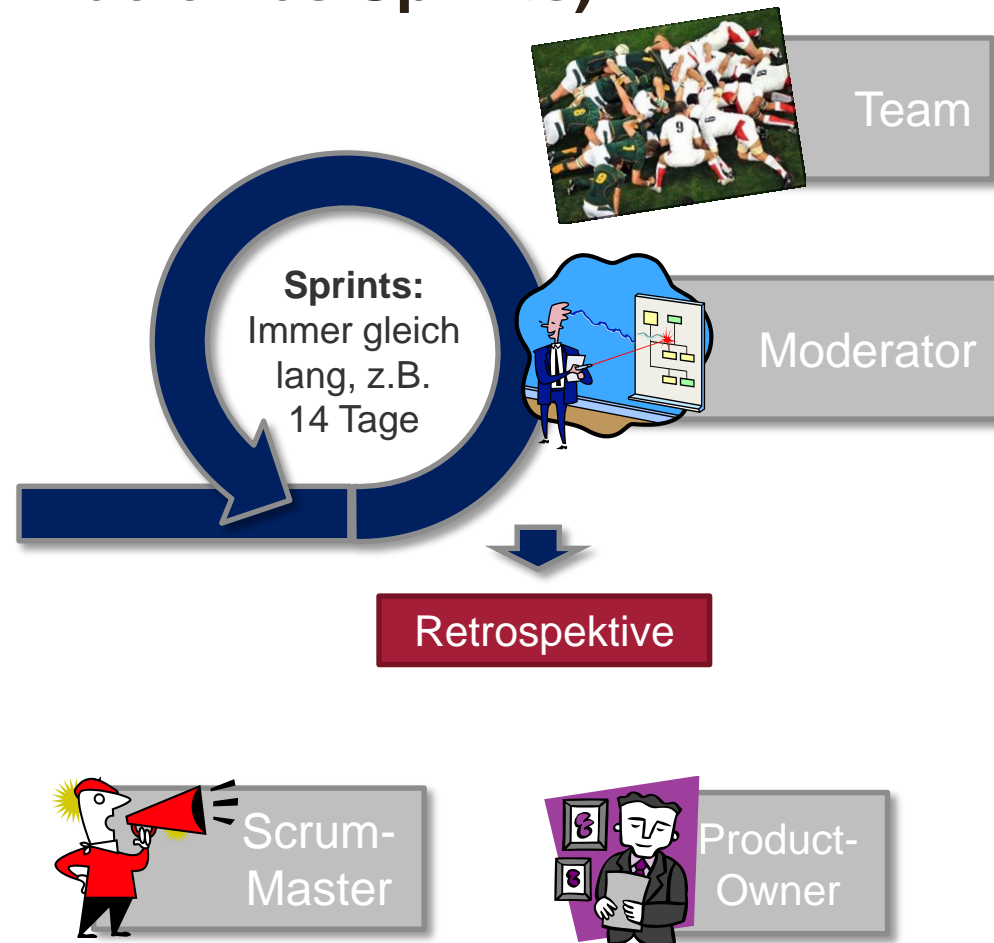 Team
Sprints:
Immer gleich
lang, z.B.
14 Tage
Moderator
Retrospektive
Scrum-
Master
Product-
Owner